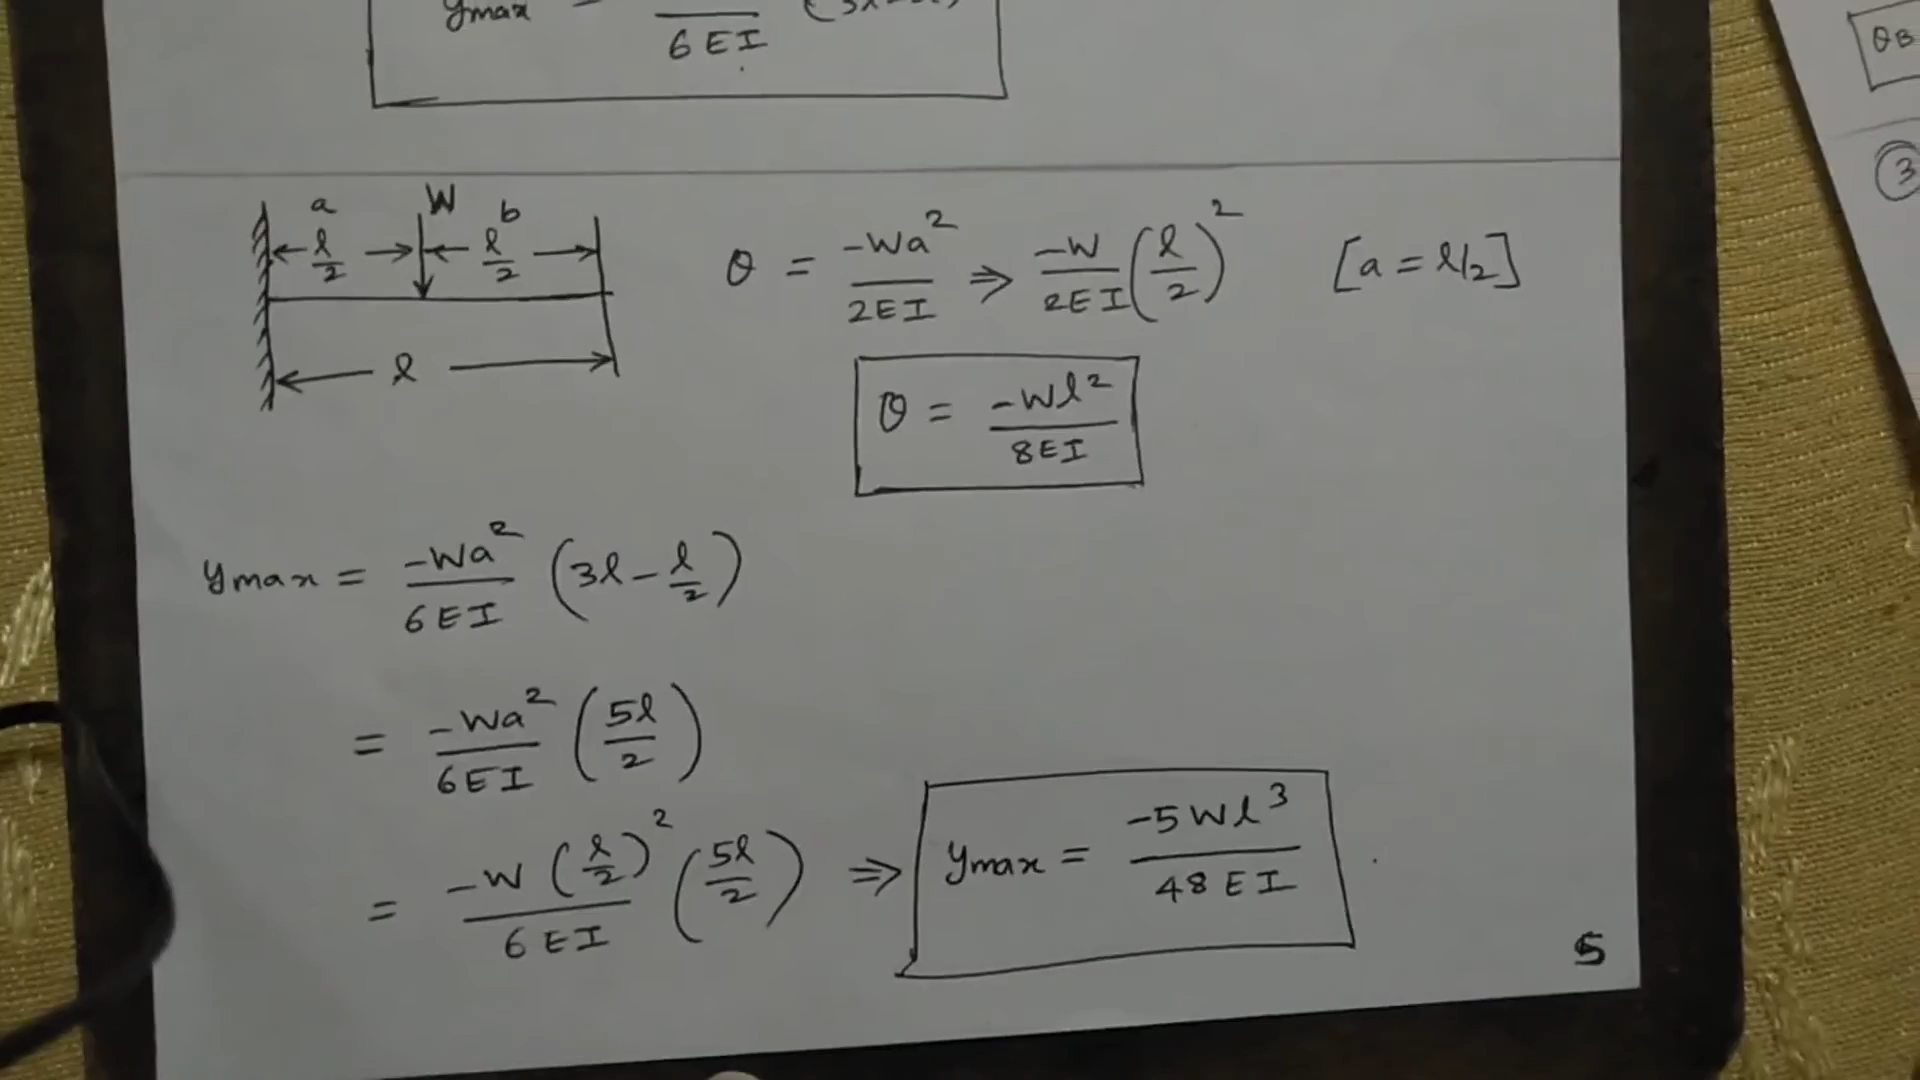 ymax =
6EI
θB
3
a W b
l/2 l/2
l
θ = -Wa²/2EI ⇒ -W/2EI (l/2)² [a = l/2]
θ = -Wl²/8EI
ymax = -Wa²/6EI (3l - l/2)
= -Wa²/6EI (5l/2)
= -W(l/2)²/6EI (5l/2) ⇒ ymax = -5Wl³/48EI
5